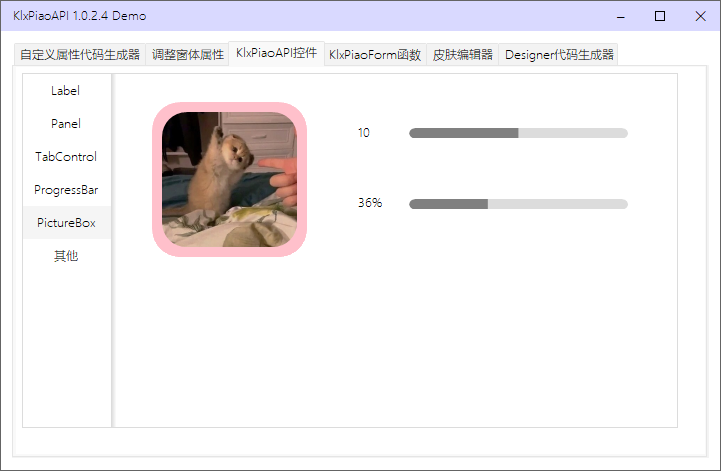 KlxPiaoAPI 1.0.2.4 Demo
自定义属性代码生成器 调整窗体属性 KlxPiaoAPI控件 KlxPiaoForm函数 皮肤编辑器 Designer代码生成器
Label
Panel
TabControl
ProgressBar
PictureBox
其他
10
36%